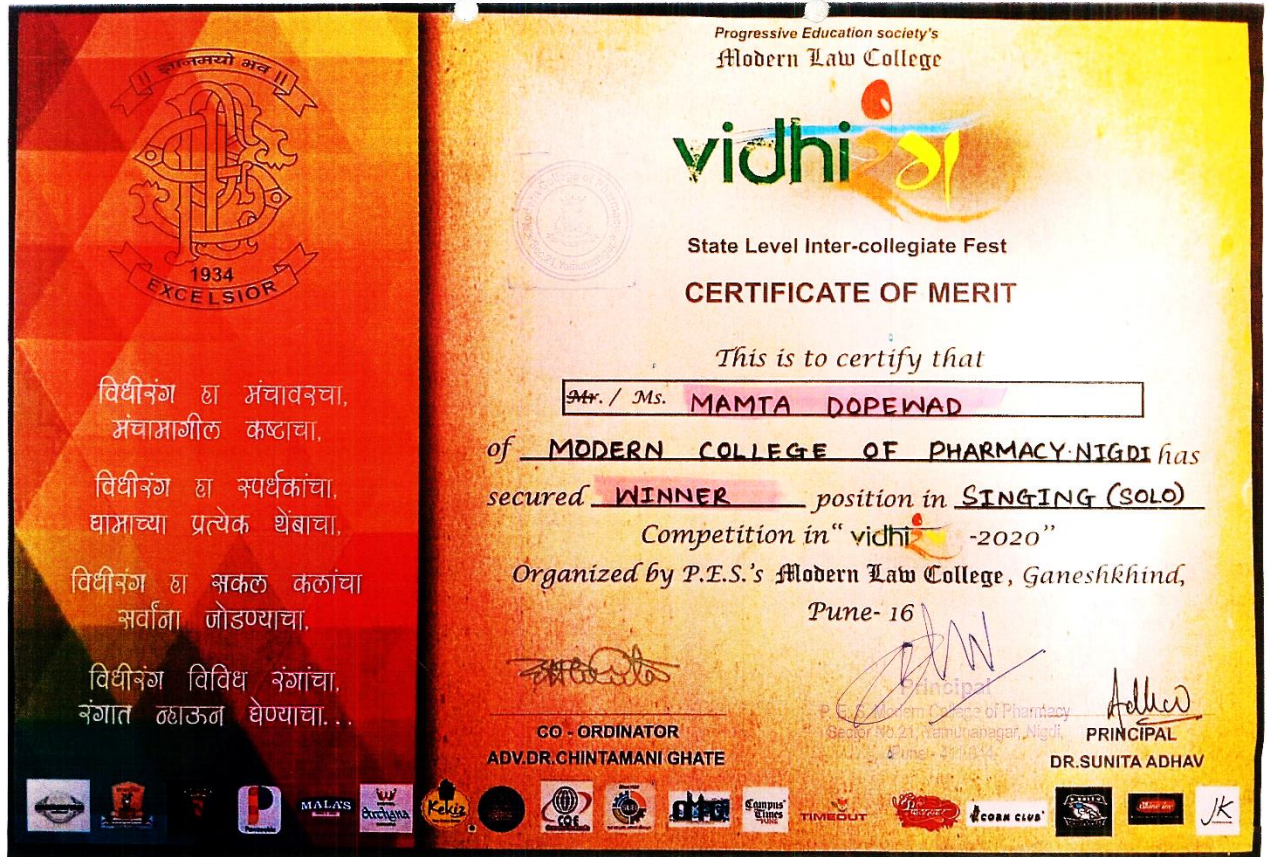 || ज्ञानमयो भव ||
1934
EXCELSIOR
विधीरंग हा मंचावरचा,
मंचामागील कष्टाचा,
विधीरंग हा स्पर्धकांचा,
घामाच्या प्रत्येक थेंबाचा,
विधीरंग हा सकल कलांचा
सर्वांना जोडण्याचा,
विधीरंग विविध रंगांचा,
रंगात न्हाऊन घेण्याचा...
Progressive Education society's
Modern Law College
vidhiरंग
State Level Inter-collegiate Fest
CERTIFICATE OF MERIT
This is to certify that
Mr. / Ms. MAMTA DOPEWAD
of MODERN COLLEGE OF PHARMACY·NIGDI has
secured WINNER position in SINGING (SOLO)
Competition in “ vidhiरंग -2020”
Organized by P.E.S.'s Modern Law College, Ganeshkhind,
Pune- 16
Principal
P. E. S. Modern College of Pharmacy
Sector No.21, Yamunanagar, Nigdi,
CO - ORDINATOR
ADV.DR.CHINTAMANI GHATE
PRINCIPAL
DR.SUNITA ADHAV
MALA'S
Archana
Kekiz
CQE
Campus Times
PUNE
TIMEOUT
CORN CLUB
JK